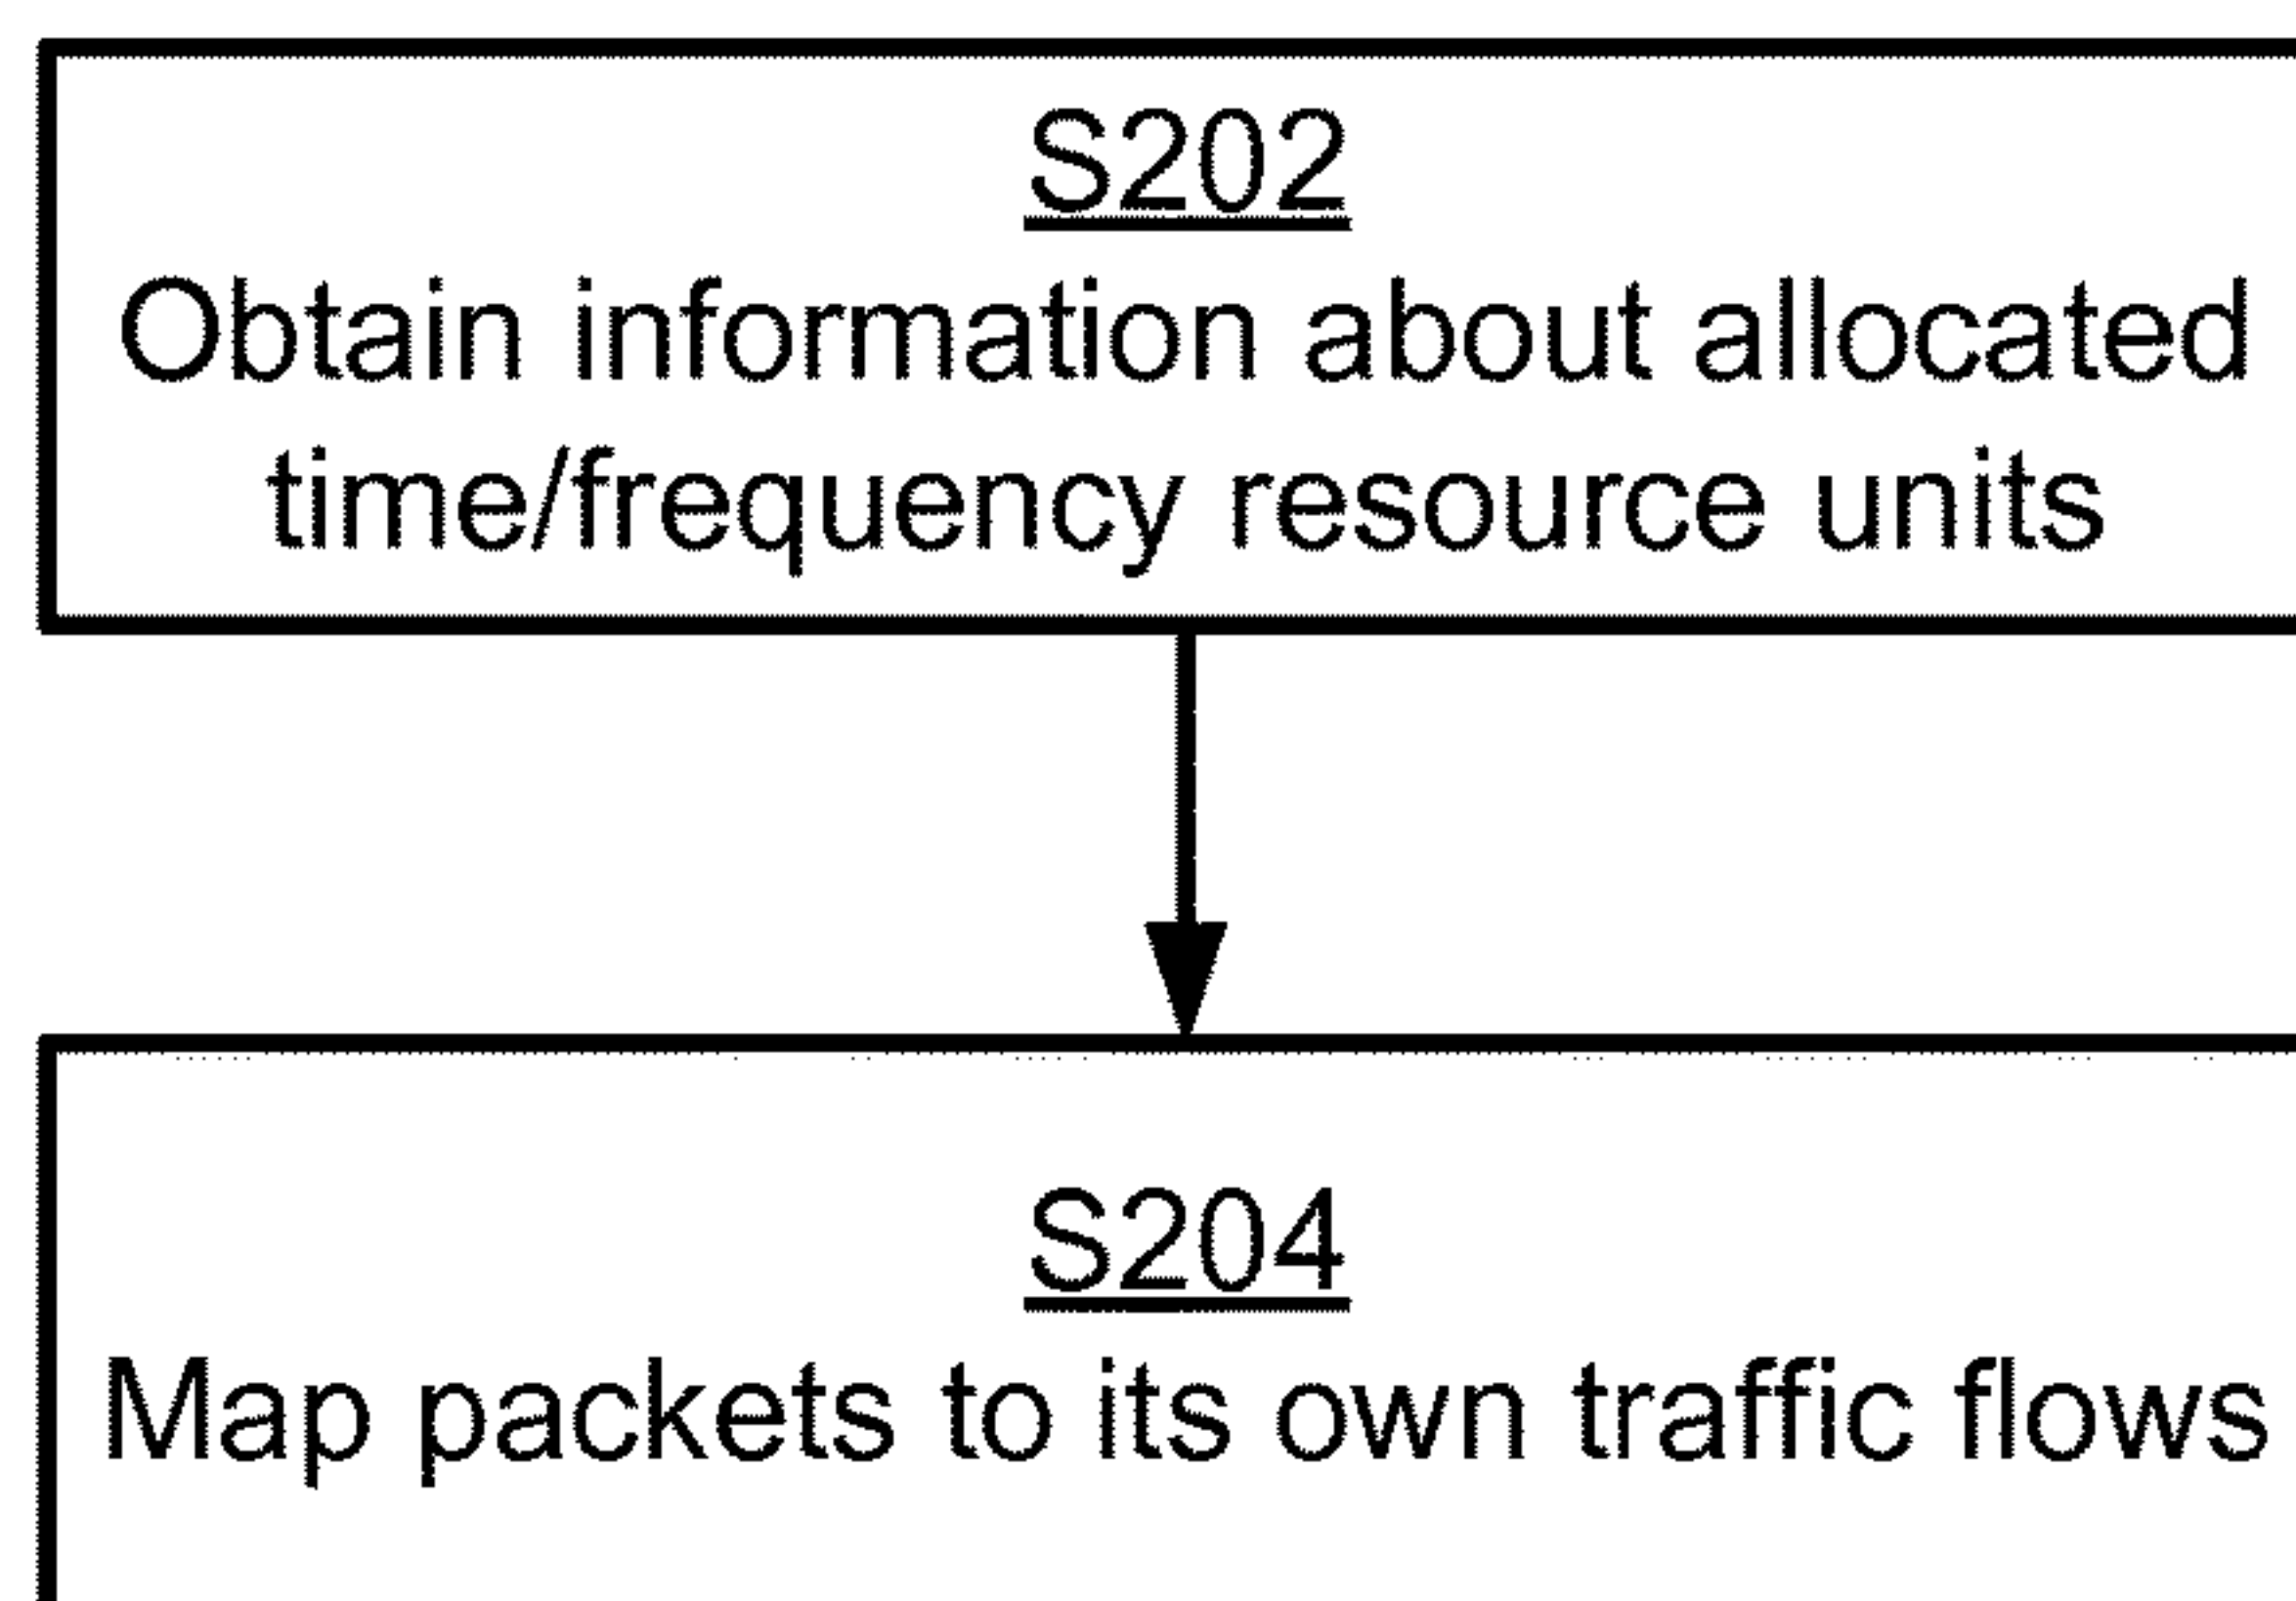 S202
Obtain information about allocated
time/frequency resource units
S204
Map packets to its own traffic flows